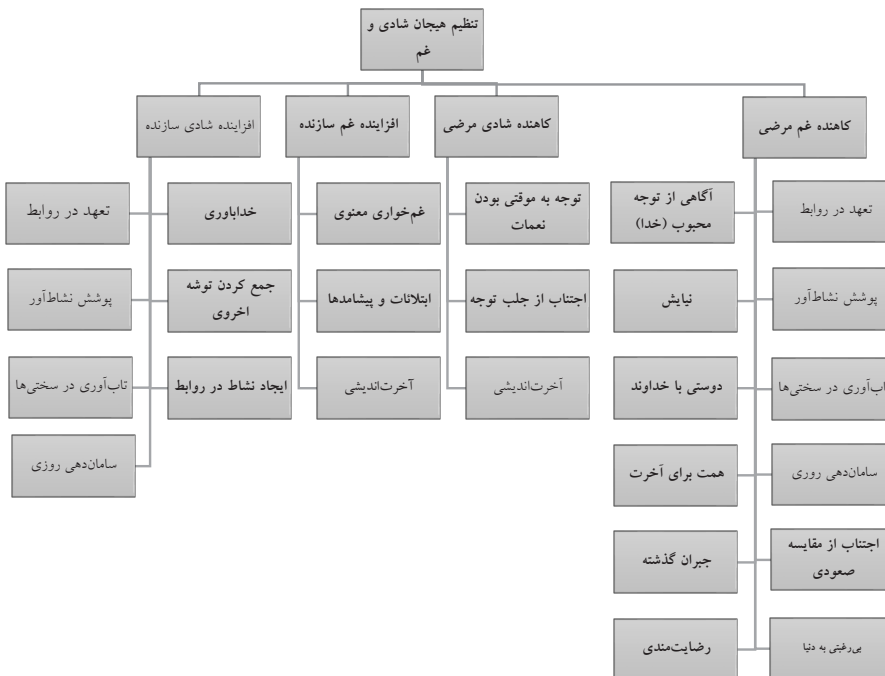 تنظیم هیجان شادی و
غم
کاهنده غم مرضی
کاهنده شادی مرضی
افزاینده غم سازنده
افزاینده شادی سازنده
تعهد در روابط
آگاهی از توجه
محبوب (خدا)
پوشش نشاط‌آور
نیایش
تاب‌آوری در سختی‌ها
دوستی با خداوند
سامان‌دهی روری
همت برای آخرت
اجتناب از مقایسه
صعودی
جبران گذشته
بی‌رغبتی به دنیا
رضایت‌مندی
توجه به موقتی بودن
نعمات
اجتناب از جلب توجه
آخرت‌اندیشی
غم‌خواری معنوی
ابتلائات و پیشامدها
آخرت‌اندیشی
خداباوری
تعهد در روابط
جمع کردن توشه
اخروی
پوشش نشاط‌آور
ایجاد نشاط در روابط
تاب‌آوری در سختی‌ها
سامان‌دهی روزی